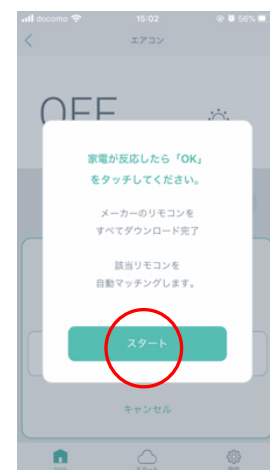 docomo 15:02 56%
エアコン
OFF
家電が反応したら「OK」
をタッチしてください。
メーカーのリモコンを
すべてダウンロード完了
該当リモコンを
自動マッチングします。
スタート
キャンセル